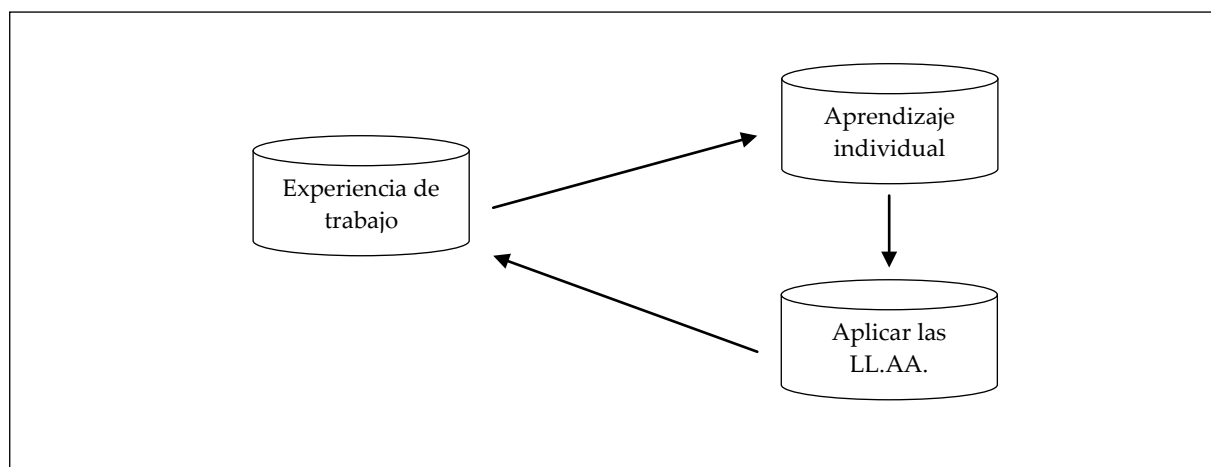 Experiencia de
trabajo
Aprendizaje
individual
Aplicar las
LL.AA.